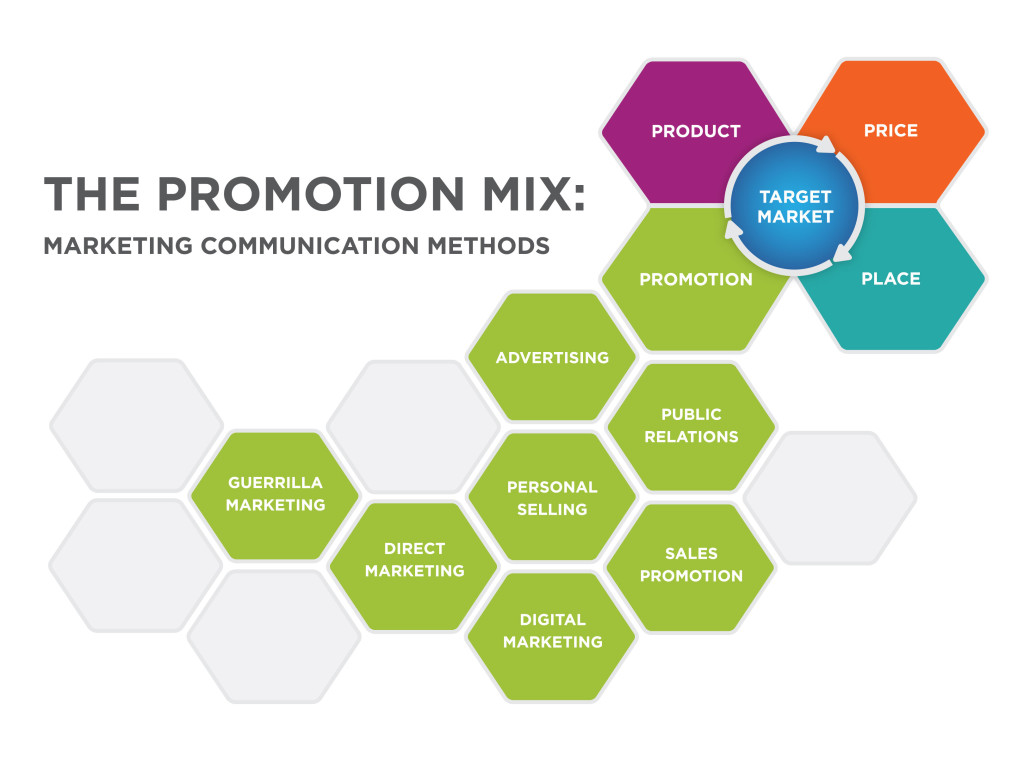 THE PROMOTION MIX:
MARKETING COMMUNICATION METHODS
PRODUCT
PRICE
TARGET
MARKET
PROMOTION
PLACE
ADVERTISING
PUBLIC
RELATIONS
GUERRILLA
MARKETING
PERSONAL
SELLING
DIRECT
MARKETING
SALES
PROMOTION
DIGITAL
MARKETING